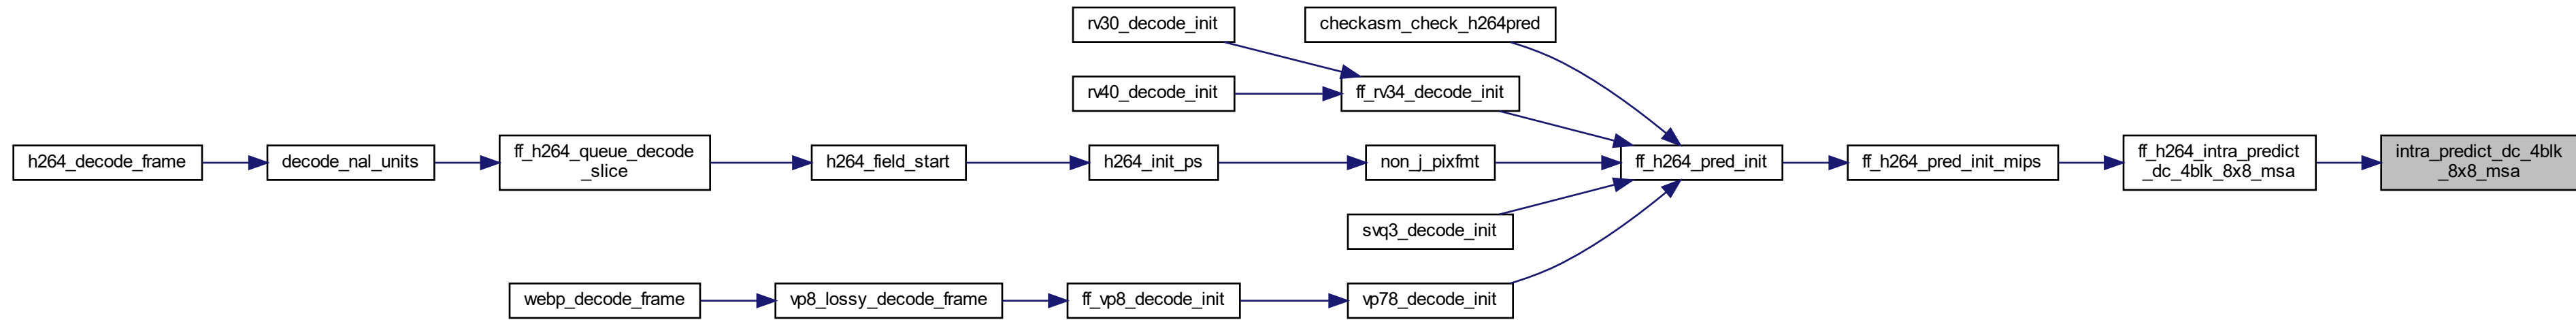 rv30_decode_init
checkasm_check_h264pred
rv40_decode_init
ff_rv34_decode_init
h264_decode_frame
decode_nal_units
ff_h264_queue_decode
_slice
h264_field_start
h264_init_ps
non_j_pixfmt
ff_h264_pred_init
ff_h264_pred_init_mips
ff_h264_intra_predict
_dc_4blk_8x8_msa
intra_predict_dc_4blk
_8x8_msa
svq3_decode_init
webp_decode_frame
vp8_lossy_decode_frame
ff_vp8_decode_init
vp78_decode_init